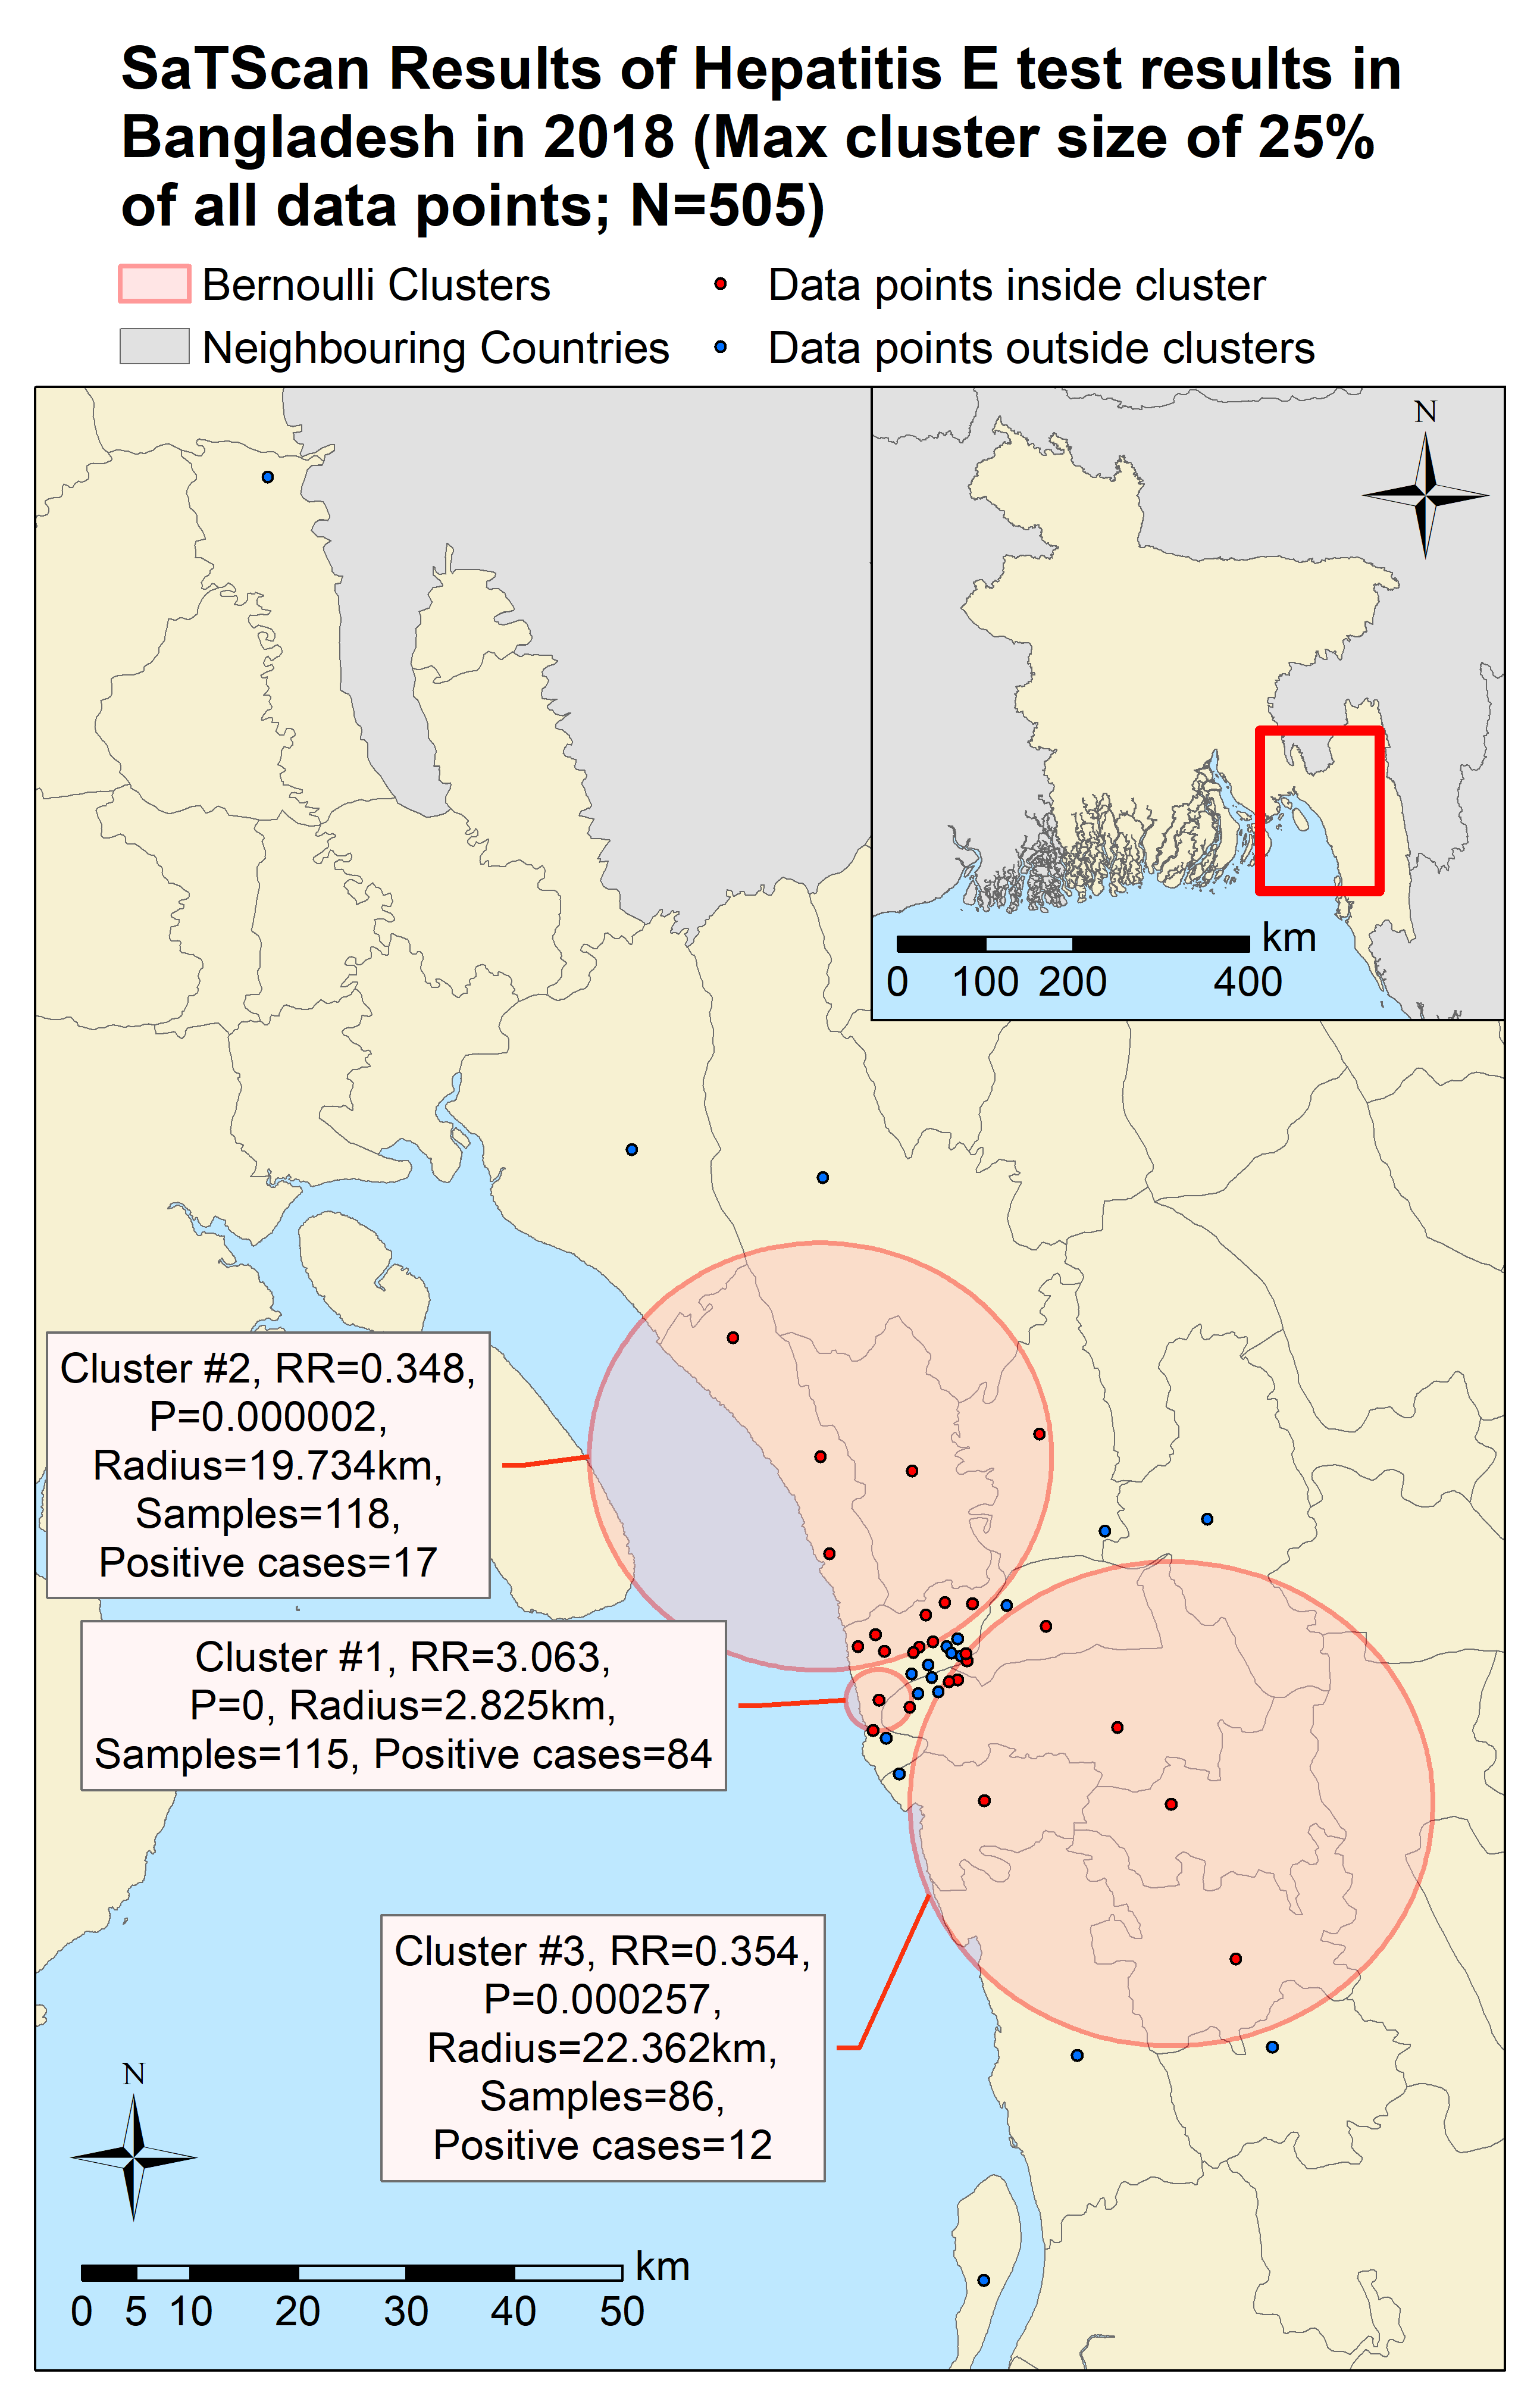 SaTScan Results of Hepatitis E test results in
Bangladesh in 2018 (Max cluster size of 25%
of all data points; N=505)
Bernoulli Clusters
Data points inside cluster
Neighbouring Countries
Data points outside clusters
N
km
0 100 200 400
Cluster #2, RR=0.348,
P=0.000002,
Radius=19.734km,
Samples=118,
Positive cases=17
Cluster #1, RR=3.063,
P=0, Radius=2.825km,
Samples=115, Positive cases=84
Cluster #3, RR=0.354,
P=0.000257,
Radius=22.362km,
Samples=86,
Positive cases=12
N
km
0 5 10 20 30 40 50